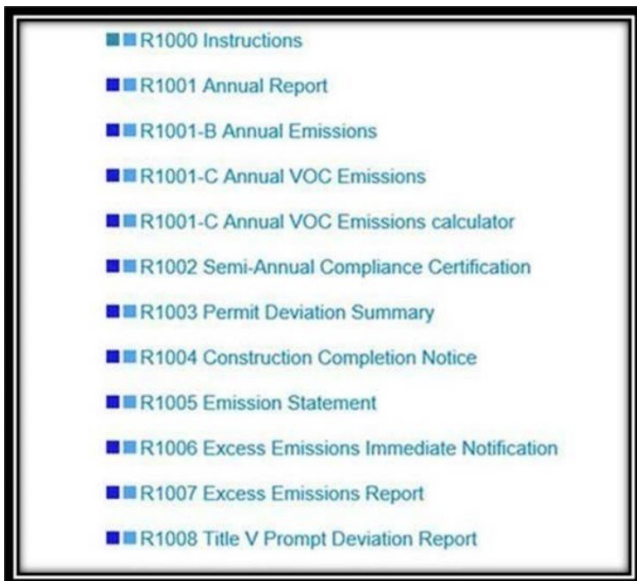 R1000 Instructions
R1001 Annual Report
R1001-B Annual Emissions
R1001-C Annual VOC Emissions
R1001-C Annual VOC Emissions calculator
R1002 Semi-Annual Compliance Certification
R1003 Permit Deviation Summary
R1004 Construction Completion Notice
R1005 Emission Statement
R1006 Excess Emissions Immediate Notification
R1007 Excess Emissions Report
R1008 Title V Prompt Deviation Report